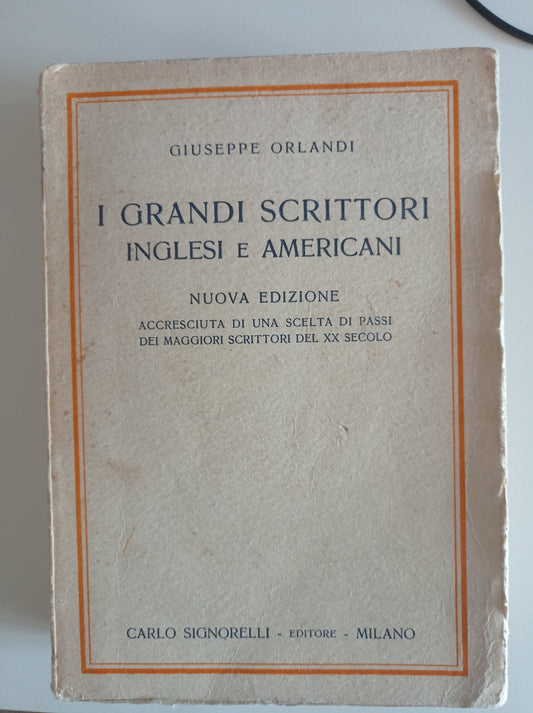 GIUSEPPE ORLANDI
I GRANDI SCRITTORI
INGLESI E AMERICANI
NUOVA EDIZIONE
ACCRESCIUTA DI UNA SCELTA DI PASSI
DEI MAGGIORI SCRITTORI DEL XX SECOLO
CARLO SIGNORELLI - EDITORE - MILANO